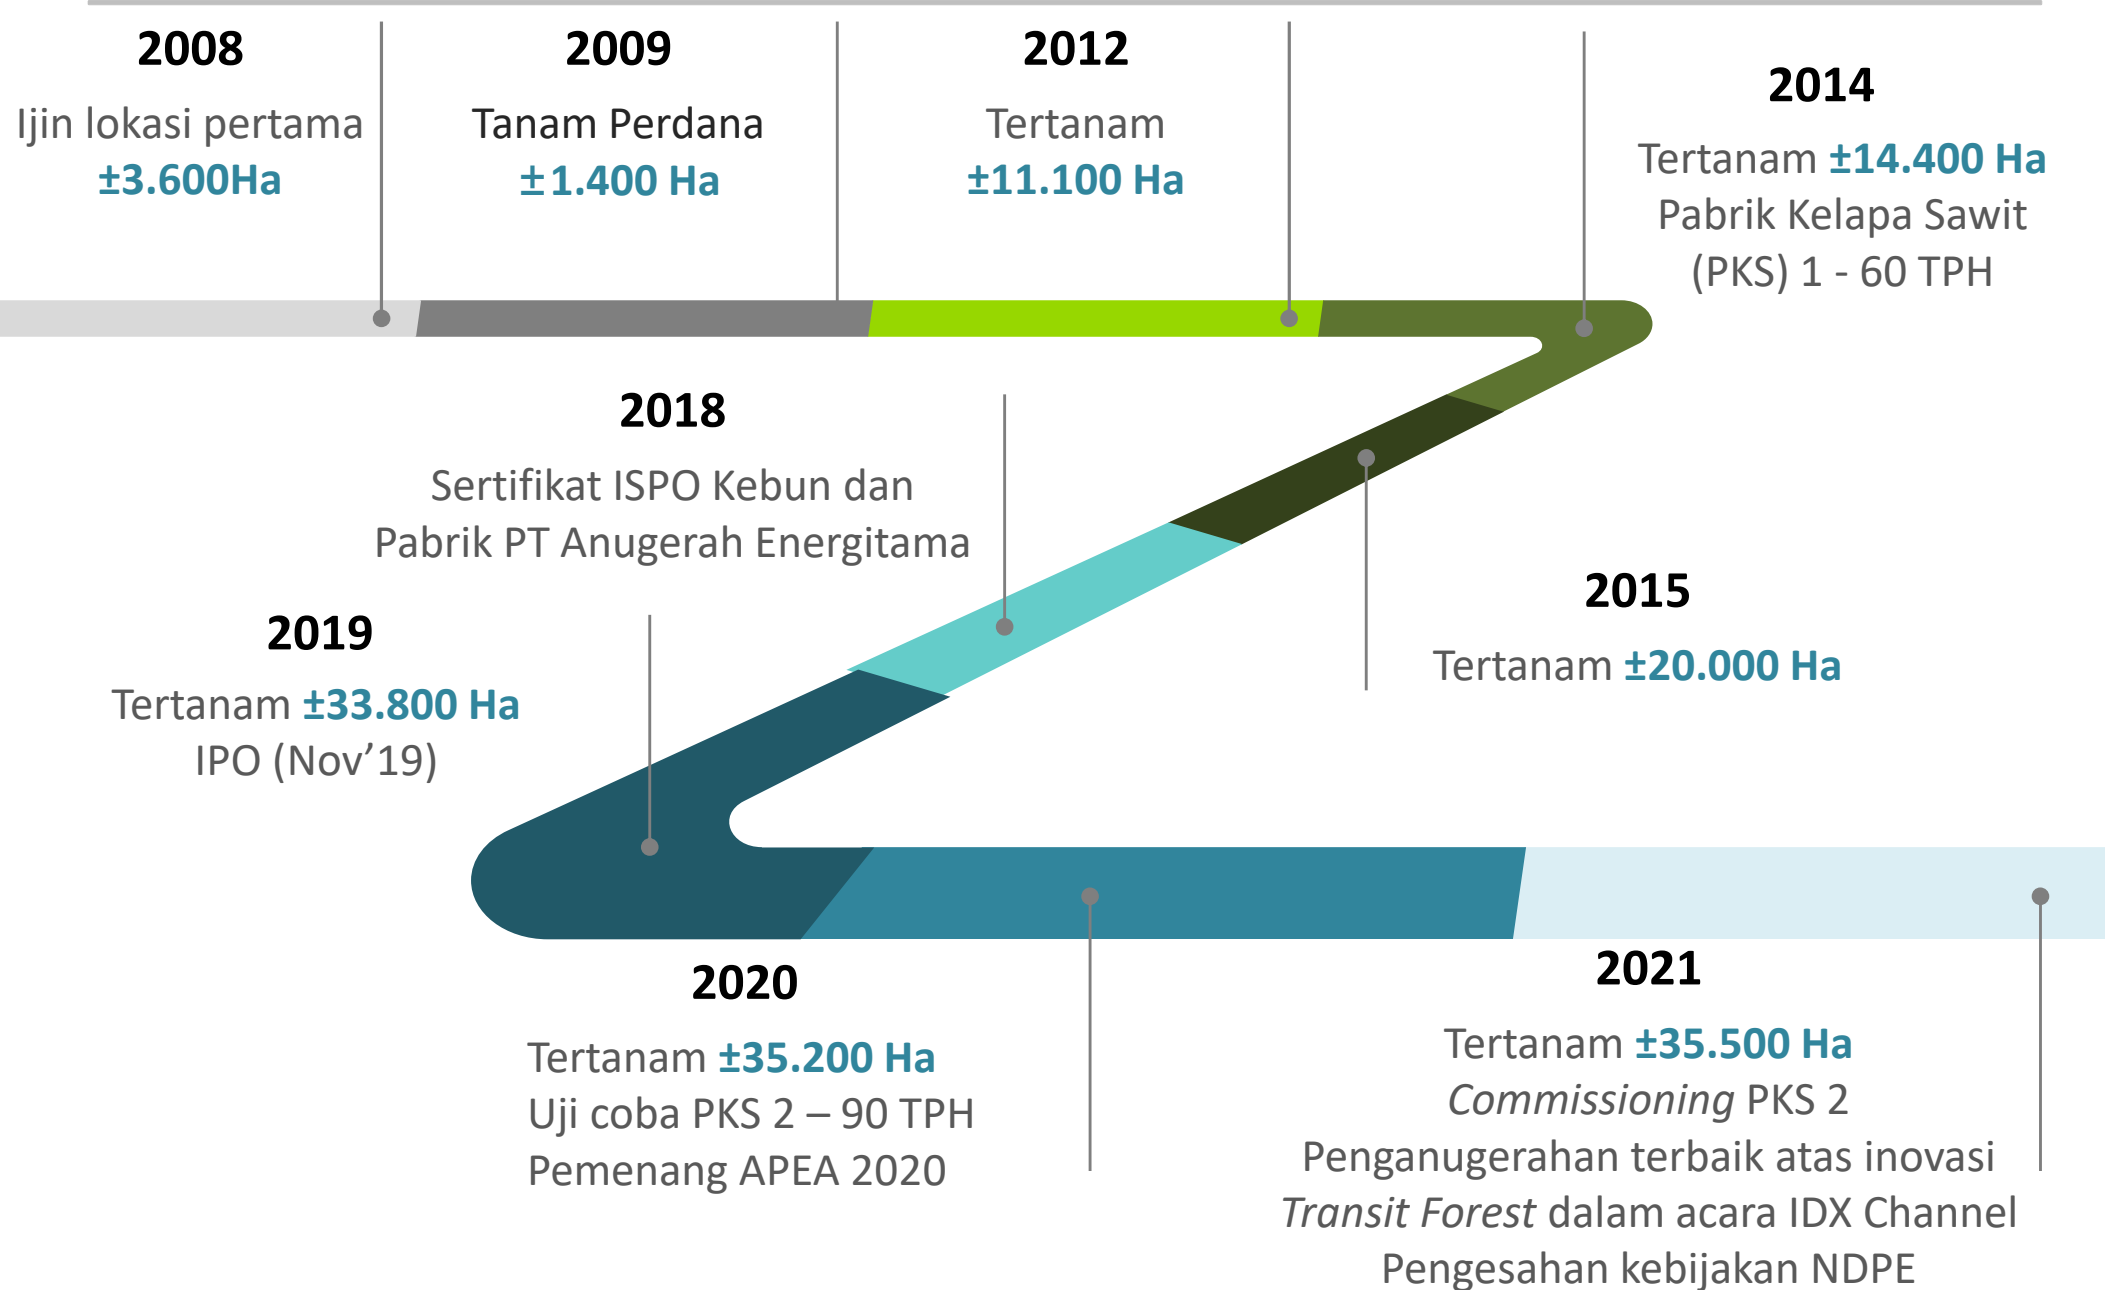 2008
Ijin lokasi pertama
±3.600Ha
2009
Tanam Perdana
±1.400 Ha
2012
Tertanam
±11.100 Ha
2014
Tertanam ±14.400 Ha
Pabrik Kelapa Sawit
(PKS) 1 - 60 TPH
2015
Tertanam ±20.000 Ha
2018
Sertifikat ISPO Kebun dan
Pabrik PT Anugerah Energitama
2019
Tertanam ±33.800 Ha
IPO (Nov’19)
2020
Tertanam ±35.200 Ha
Uji coba PKS 2 – 90 TPH
Pemenang APEA 2020
2021
Tertanam ±35.500 Ha
Commissioning PKS 2
Penganugerahan terbaik atas inovasi
Transit Forest dalam acara IDX Channel
Pengesahan kebijakan NDPE